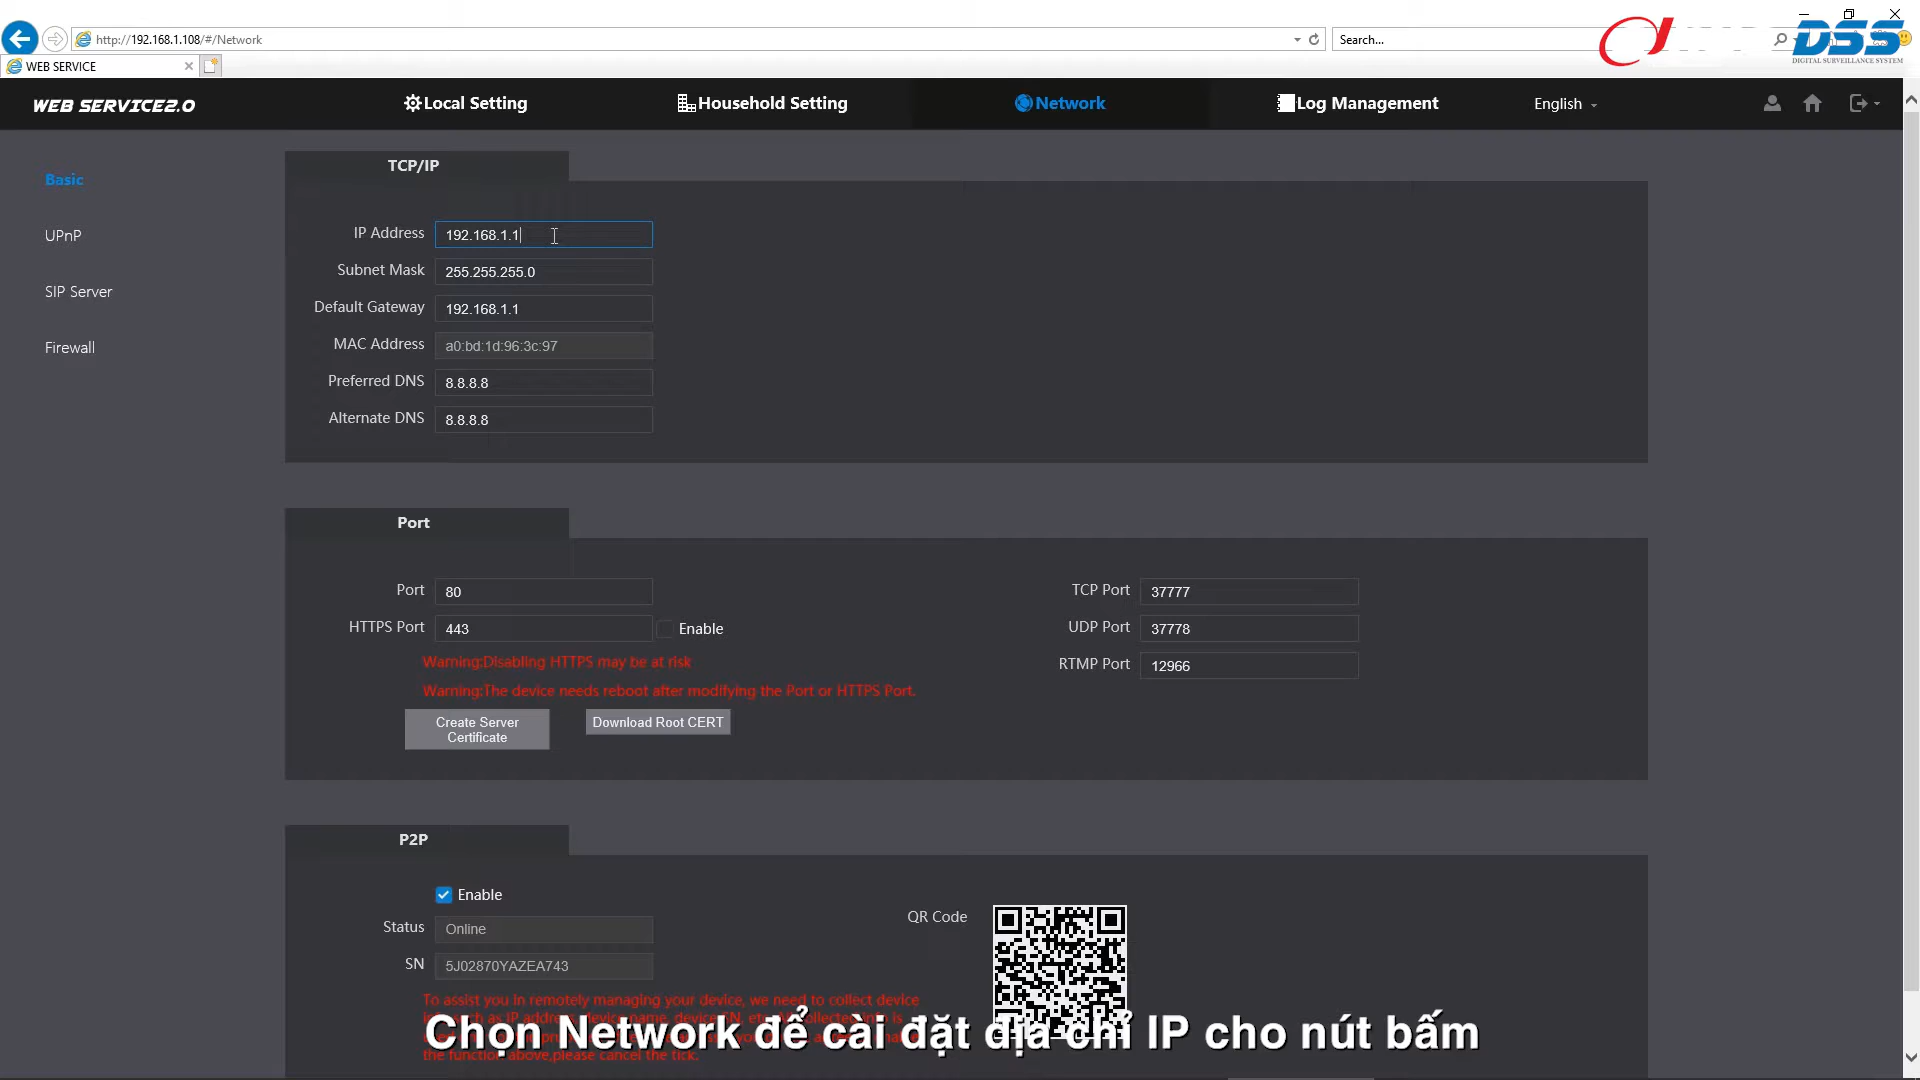 http://192.168.1.108/#/Network
Search...
WEB SERVICE
DSS
DIGITAL SURVEILLANCE SYSTEM
WEB SERVICE2.0
Local Setting
Household Setting
Network
Log Management
English
Basic
UPnP
SIP Server
Firewall
TCP/IP
IP Address 192.168.1.1
Subnet Mask 255.255.255.0
Default Gateway 192.168.1.1
MAC Address a0:bd:1d:96:3c:97
Preferred DNS 8.8.8.8
Alternate DNS 8.8.8.8
Port
Port 80
HTTPS Port 443 Enable
Warning:Disabling HTTPS may be at risk
Warning:The device needs reboot after modifying the Port or HTTPS Port.
Create Server
Certificate
Download Root CERT
TCP Port 37777
UDP Port 37778
RTMP Port 12966
P2P
Enable
Status Online
SN 5J02870YAZEA743
QR Code
To assist you in remotely managing your device, we need to collect device
the function above,please cancel the tick.
Chọn Network để cài đặt địa chỉ IP cho nút bấm